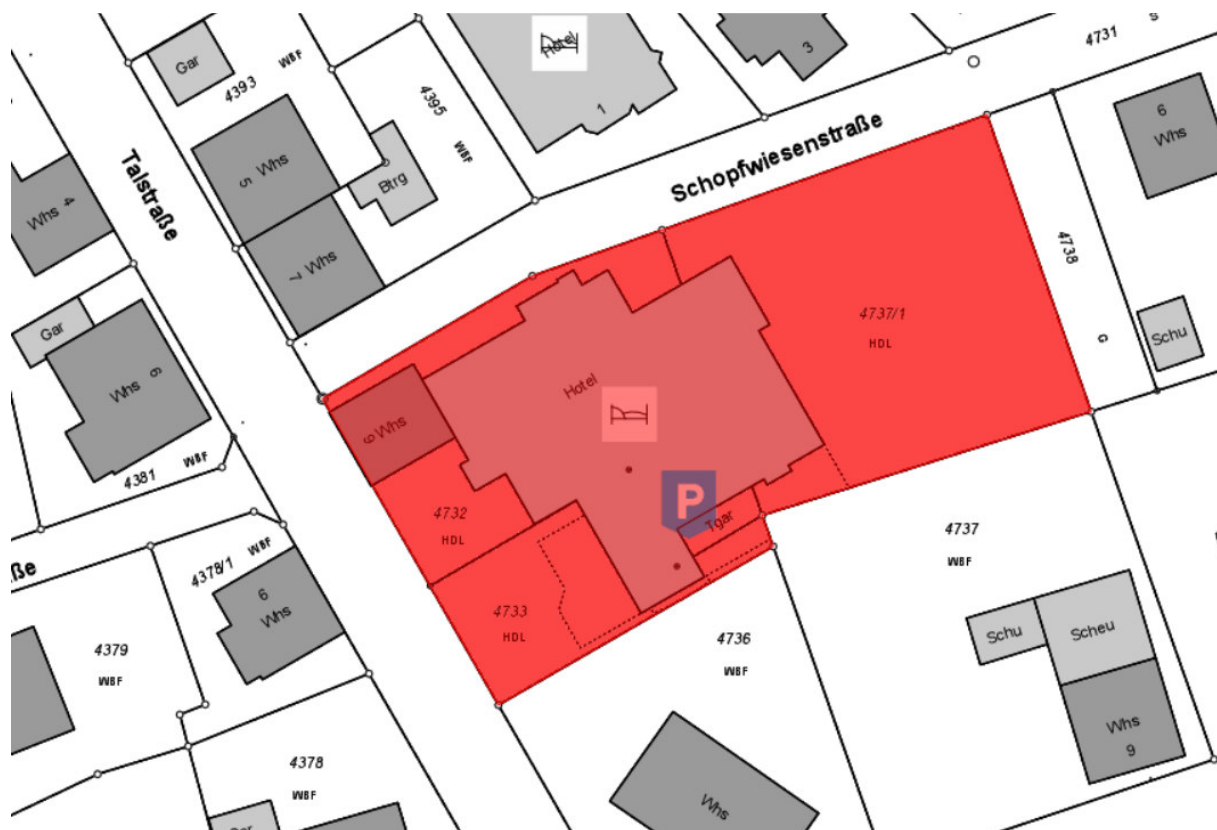 Gar
4393
WBF
4395
WBF
Hotel
1
3
4731
S
Schopfwiesenstraße
6
Whs
Talstraße
Whs 4
5 Whs
Btrg
7 Whs
4738
G
Schu
Gar
Whs 6
4381
WBF
Hotel
4737/1
HDL
6 Whs
P
Tgar
4732
HDL
4733
HDL
ße
4378/1
WBF
6
Whs
4379
WBF
4737
WBF
4736
WBF
Schu
Scheu
Whs
9
4378
WBF
Whs